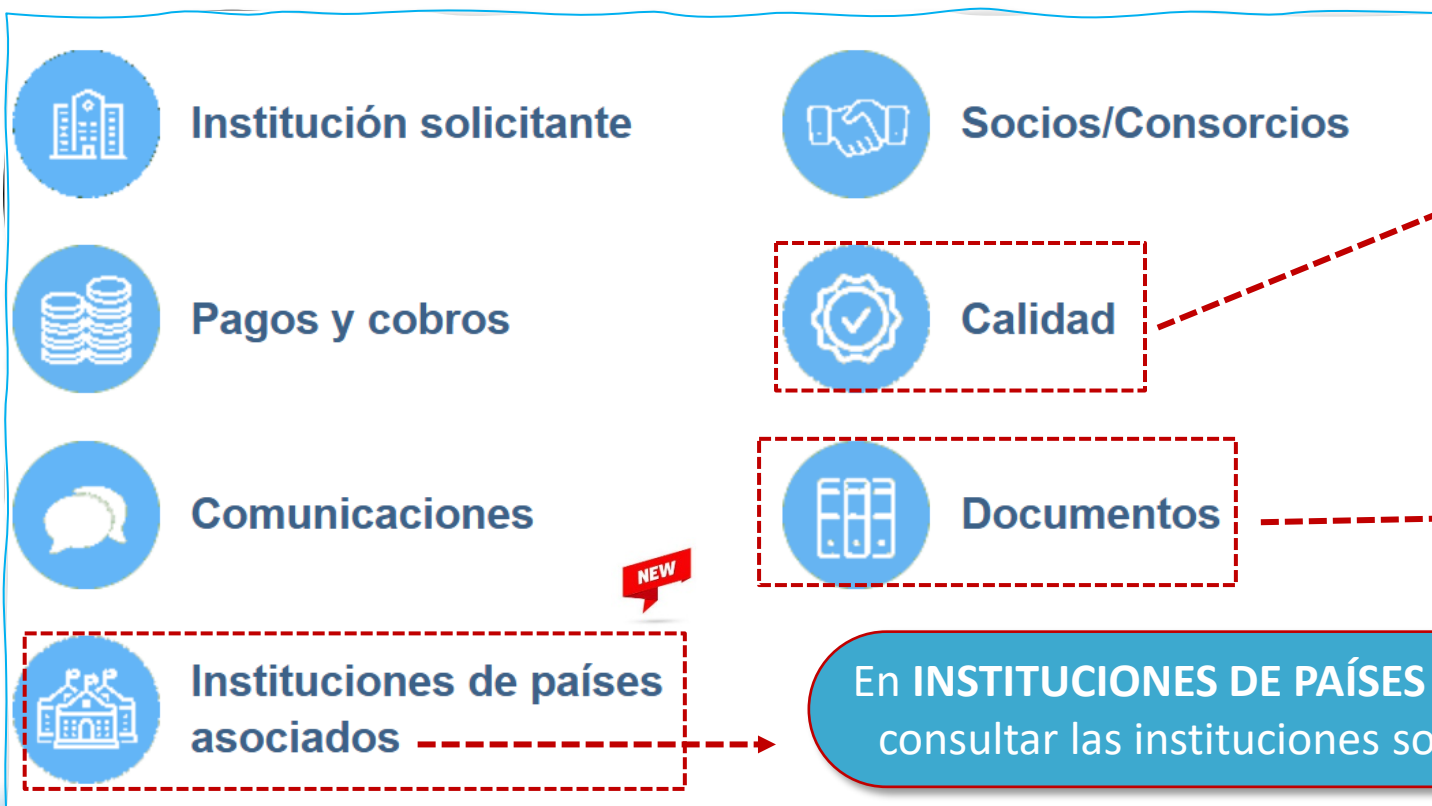 Institución solicitante
Socios/Consorcios
Pagos y cobros
Calidad
Comunicaciones
Documentos
NEW
Instituciones de países
asociados
En INSTITUCIONES DE PAÍSES
consultar las instituciones so